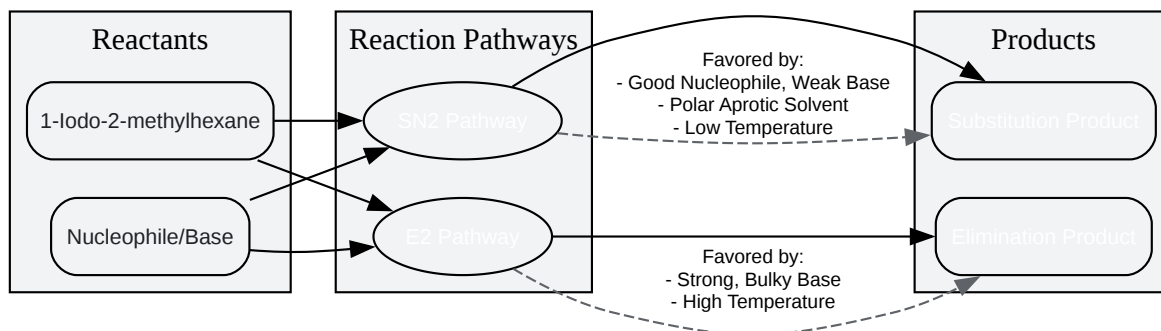 Reactants
Reaction Pathways
Products
1-Iodo-2-methylhexane
Nucleophile/Base
SN2 Pathway
E2 Pathway
Favored by:
- Good Nucleophile, Weak Base
- Polar Aprotic Solvent
- Low Temperature
Favored by:
- Strong, Bulky Base
- High Temperature
Substitution Product
Elimination Product